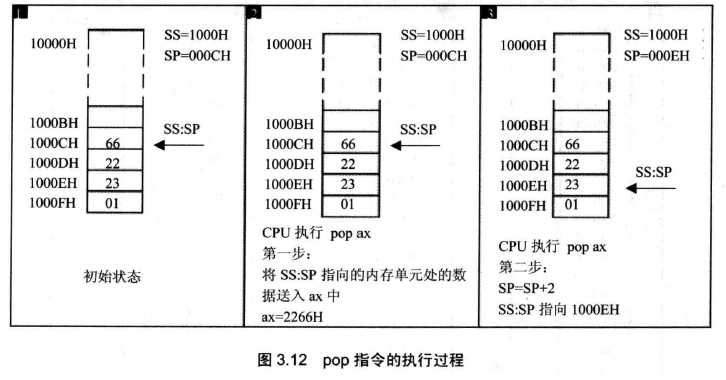 1
10000H
SS=1000H
SP=000CH
1000BH
1000CH 66 SS:SP
1000DH 22
1000EH 23
1000FH 01
初始状态
2
10000H
SS=1000H
SP=000CH
1000BH
1000CH 66 SS:SP
1000DH 22
1000EH 23
1000FH 01
CPU 执行 pop ax
第一步：
将 SS:SP 指向的内存单元处的数
据送入 ax 中
ax=2266H
3
10000H
SS=1000H
SP=000EH
1000BH
1000CH 66
1000DH 22
1000EH 23 SS:SP
1000FH 01
CPU 执行 pop ax
第二步：
SP=SP+2
SS:SP 指向 1000EH
图 3.12 pop 指令的执行过程